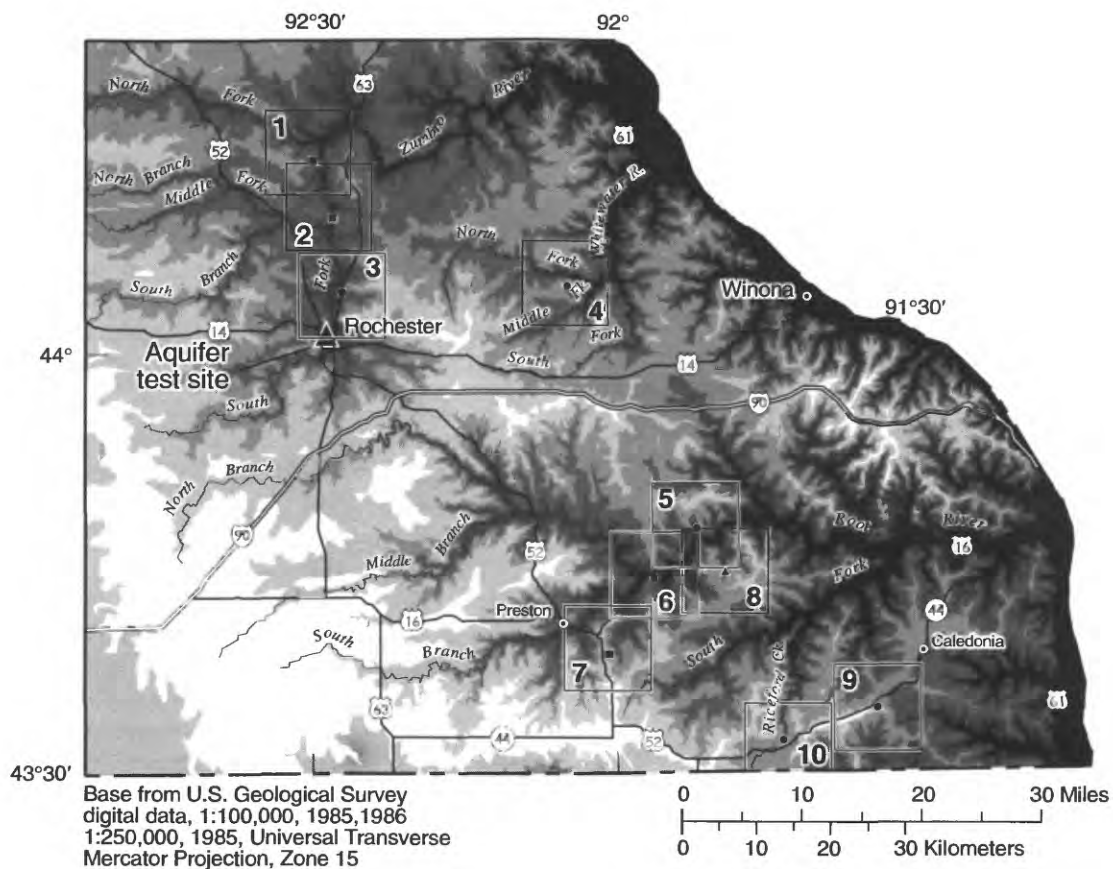 92°30′
92°
63
North
Fork
River
1
61
Zumbro
52
North Branch
Middle
Fork
Whitewater R.
2
North
Fork
3
Fork
South
Branch
Fk.
4
Winona
91°30′
Middle
14
Rochester
Fork
44°
Aquifer
test site
South
14
South
90
Branch
North
5
Root
River
90
16
Middle
Branch
52
Fork
6
8
44
Preston
16
South
Caledonia
Branch
7
South
Riceford Ck.
9
63
61
44
52
10
43°30′
Base from U.S. Geological Survey
digital data, 1:100,000, 1985,1986
1:250,000, 1985, Universal Transverse
Mercator Projection, Zone 15
0 10 20 30 Miles
0 10 20 30 Kilometers